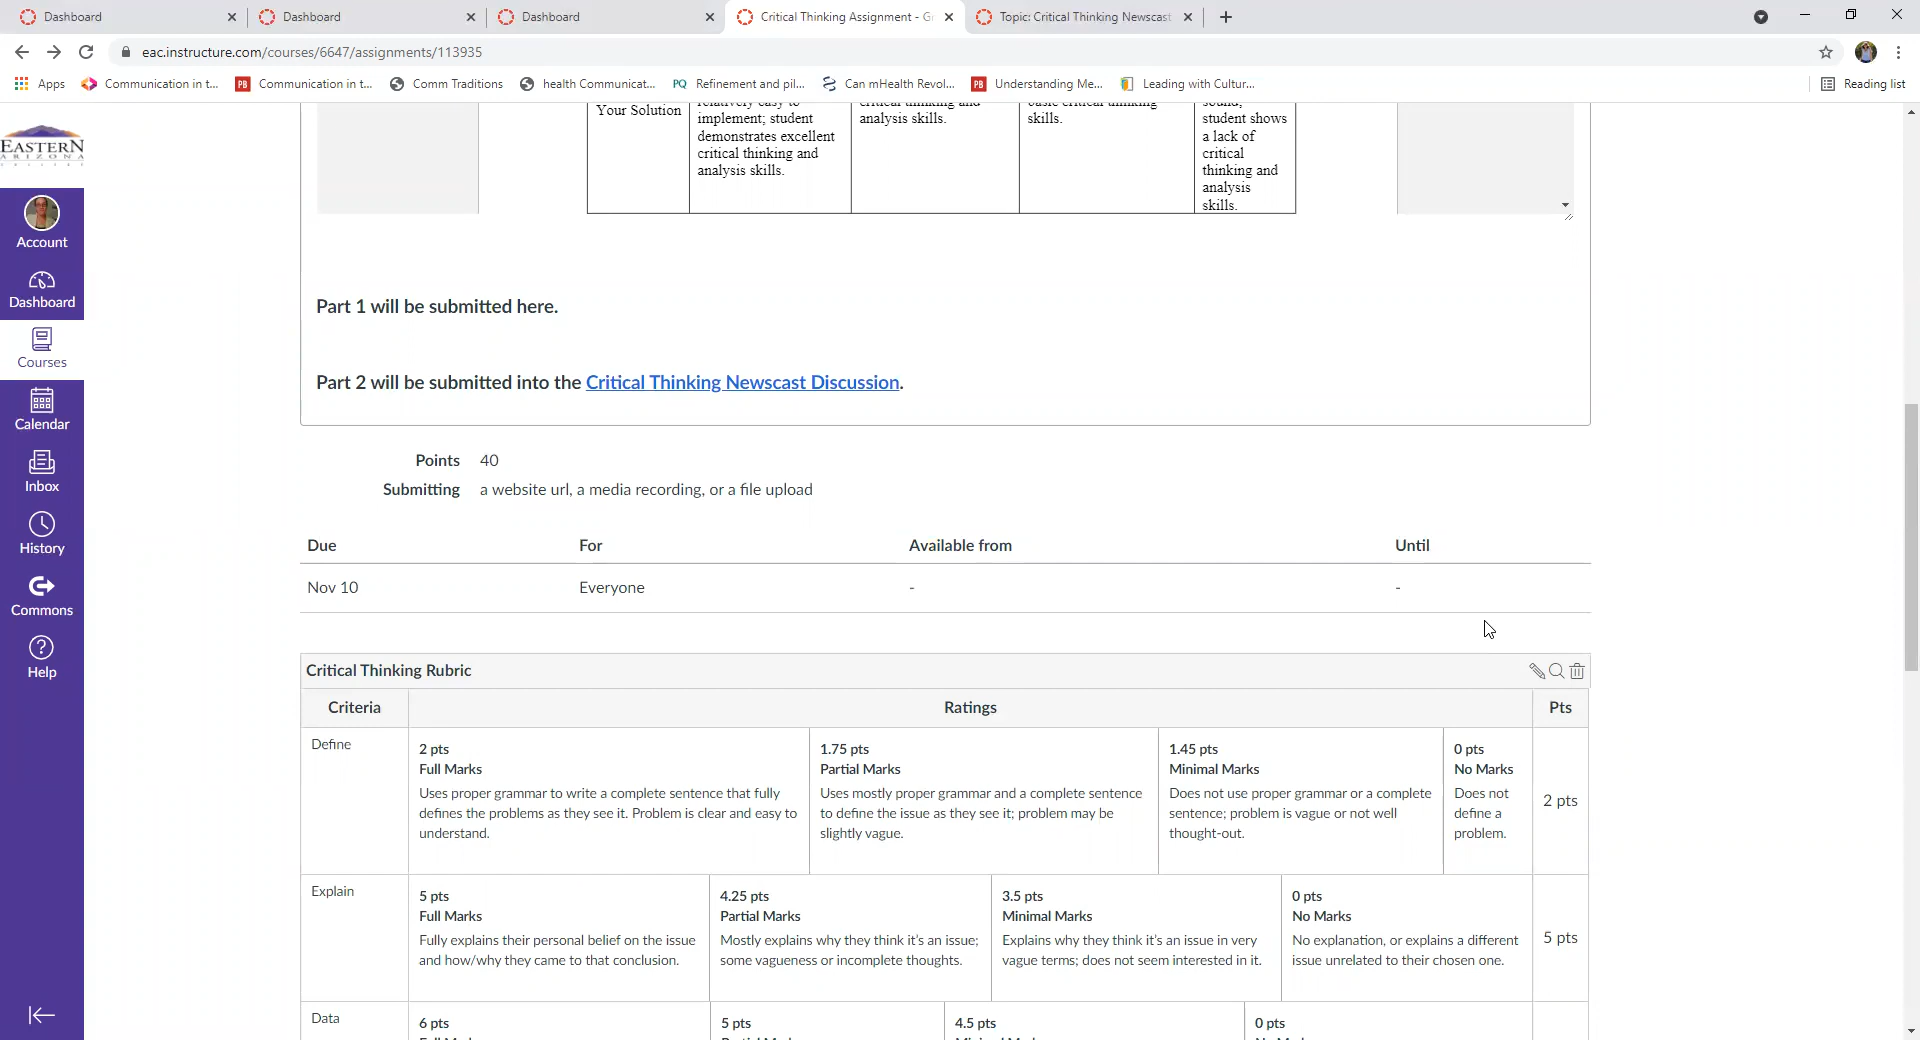 Dashboard
Dashboard
Dashboard
Critical Thinking Assignment - G
Topic: Critical Thinking Newscast
eac.instructure.com/courses/6647/assignments/113935
Apps
Communication in t...
Communication in t...
Comm Traditions
health Communicat...
PQ Refinement and pil...
Can mHealth Revol...
Understanding Me...
Leading with Cultur...
Reading list
EASTERN
ARIZONA
Account
Dashboard
Courses
Calendar
Inbox
History
Commons
Help
Your Solution
relatively easy to
implement; student
demonstrates excellent
critical thinking and
analysis skills.
critical thinking and
analysis skills.
basic critical thinking
skills.
sound;
student shows
a lack of
critical
thinking and
analysis
skills.
Part 1 will be submitted here.
Part 2 will be submitted into the Critical Thinking Newscast Discussion.
Points 40
Submitting a website url, a media recording, or a file upload
Due For Available from Until
Nov 10 Everyone - -
Critical Thinking Rubric
Criteria Ratings Pts
Define
2 pts
Full Marks
Uses proper grammar to write a complete sentence that fully
defines the problems as they see it. Problem is clear and easy to
understand.
1.75 pts
Partial Marks
Uses mostly proper grammar and a complete sentence
to define the issue as they see it; problem may be
slightly vague.
1.45 pts
Minimal Marks
Does not use proper grammar or a complete
sentence; problem is vague or not well
thought-out.
0 pts
No Marks
Does not
define a
problem.
2 pts
Explain
5 pts
Full Marks
Fully explains their personal belief on the issue
and how/why they came to that conclusion.
4.25 pts
Partial Marks
Mostly explains why they think it's an issue;
some vagueness or incomplete thoughts.
3.5 pts
Minimal Marks
Explains why they think it's an issue in very
vague terms; does not seem interested in it.
0 pts
No Marks
No explanation, or explains a different
issue unrelated to their chosen one.
5 pts
Data
6 pts
5 pts
4.5 pts
0 pts